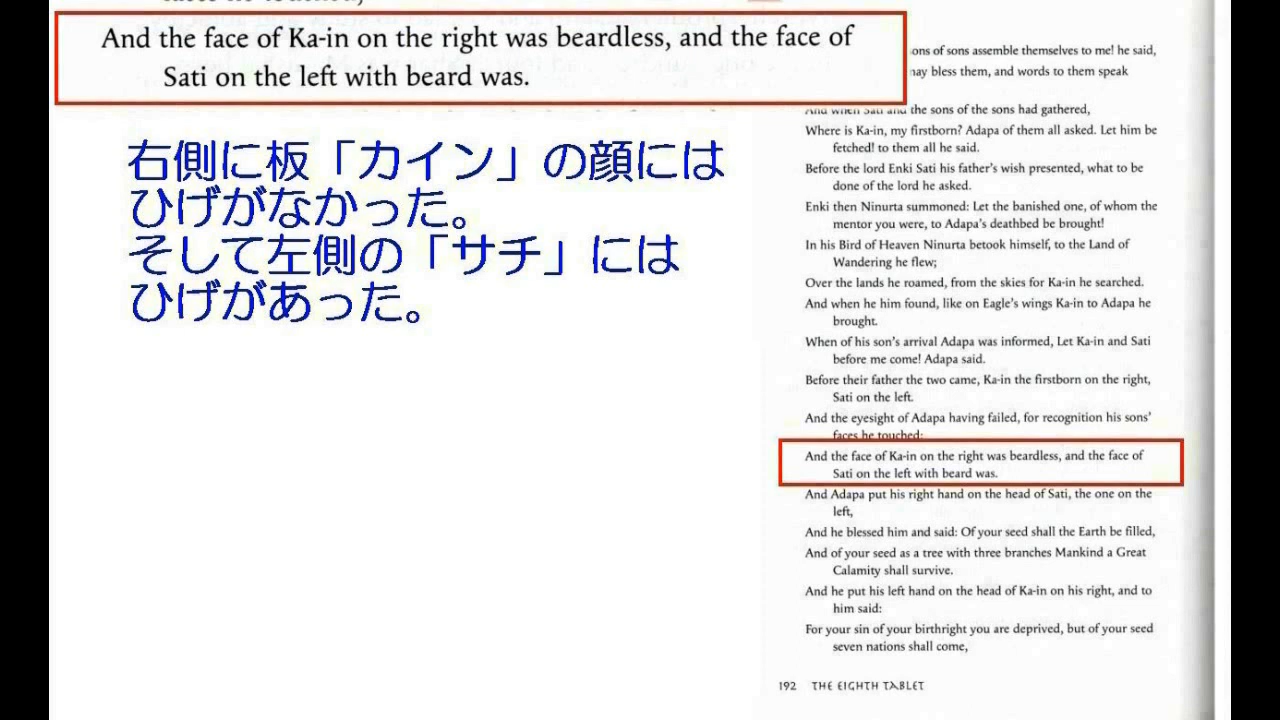 And the face of Ka-in on the right was beardless, and the face of
Sati on the left with beard was.
右側に板「カイン」の顔には
ひげがなかった。
そして左側の「サチ」には
ひげがあった。
ons of sons assemble themselves to me! he said,
may bless them, and words to them speak
And when Sati and the sons of the sons had gathered,
Where is Ka-in, my firstborn? Adapa of them all asked. Let him be
fetched! to them all he said.
Before the lord Enki Sati his father's wish presented, what to be
done of the lord he asked.
Enki then Ninurta summoned: Let the banished one, of whom the
mentor you were, to Adapa's deathbed be brought!
In his Bird of Heaven Ninurta betook himself, to the Land of
Wandering he flew;
Over the lands he roamed, from the skies for Ka-in he searched.
And when he him found, like on Eagle's wings Ka-in to Adapa he
brought.
When of his son's arrival Adapa was informed, Let Ka-in and Sati
before me come! Adapa said.
Before their father the two came, Ka-in the firstborn on the right,
Sati on the left.
And the eyesight of Adapa having failed, for recognition his sons'
faces he touched;
And the face of Ka-in on the right was beardless, and the face of
Sati on the left with beard was.
And Adapa put his right hand on the head of Sati, the one on the
left,
And he blessed him and said: Of your seed shall the Earth be filled,
And of your seed as a tree with three branches Mankind a Great
Calamity shall survive.
And he put his left hand on the head of Ka-in on his right, and to
him said:
For your sin of your birthright you are deprived, but of your seed
seven nations shall come,
192 THE EIGHTH TABLET